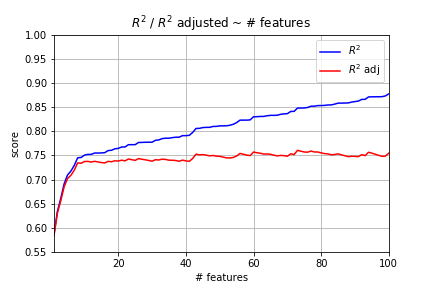 R² / R² adjusted ~ # features
1.00
0.95
0.90
0.85
0.80
0.75
0.70
0.65
0.60
0.55
score
R²
R² adj
20 40 60 80 100
# features